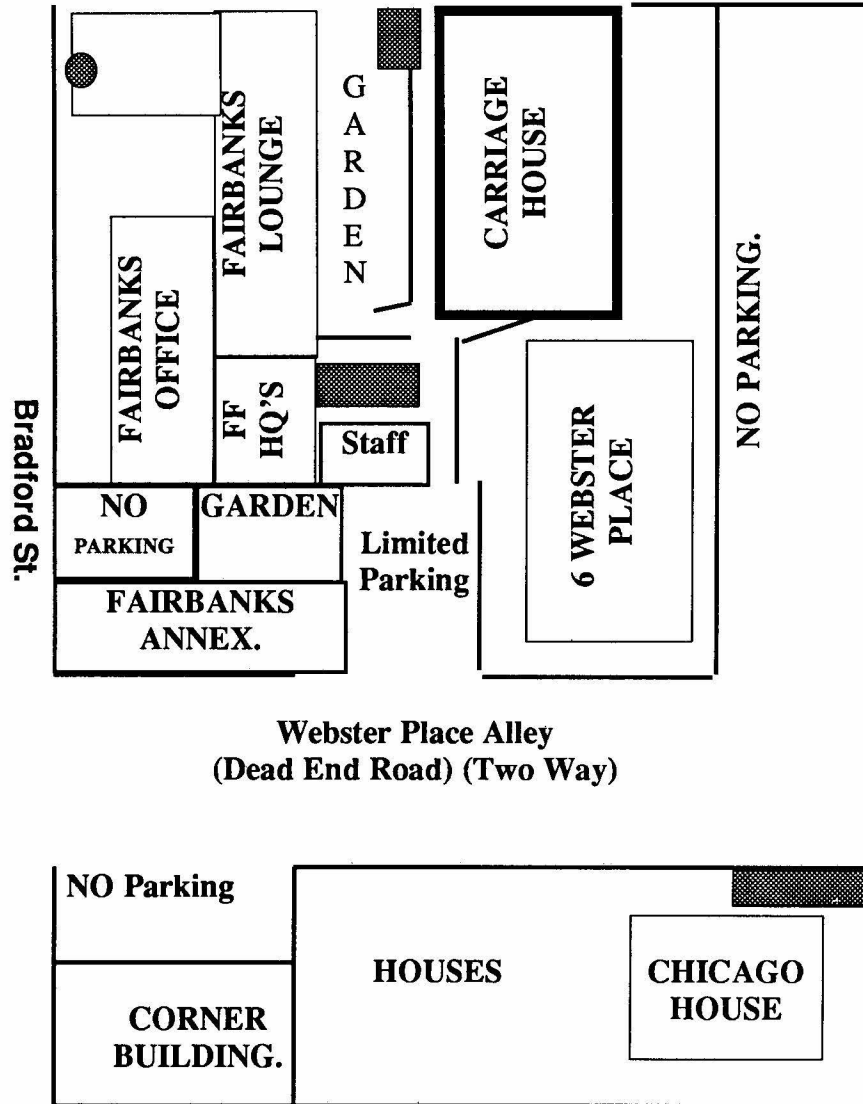 FAIRBANKS
LOUNGE
G
A
R
D
E
N
CARRIAGE
HOUSE
FAIRBANKS
OFFICE
NO PARKING.
FF
HQ'S
Staff
6 WEBSTER
PLACE
Bradford St.
NO
PARKING
GARDEN
Limited
Parking
FAIRBANKS
ANNEX.
Webster Place Alley
(Dead End Road) (Two Way)
NO Parking
HOUSES
CHICAGO
HOUSE
CORNER
BUILDING.